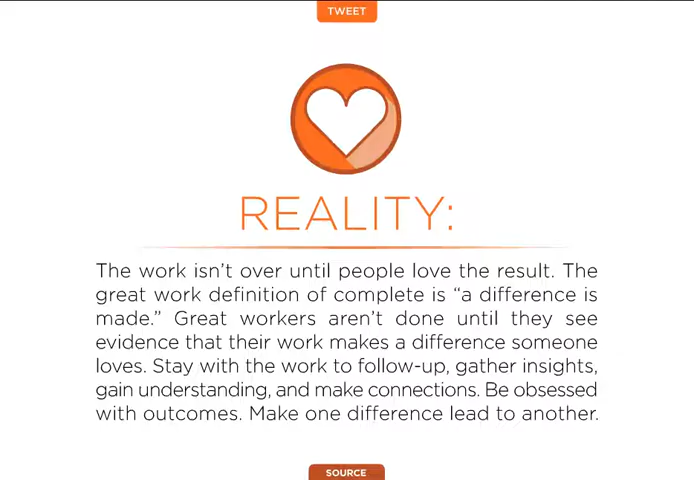 TWEET
REALITY:
The work isn’t over until people love the result. The
great work definition of complete is “a difference is
made.” Great workers aren’t done until they see
evidence that their work makes a difference someone
loves. Stay with the work to follow-up, gather insights,
gain understanding, and make connections. Be obsessed
with outcomes. Make one difference lead to another.
SOURCE